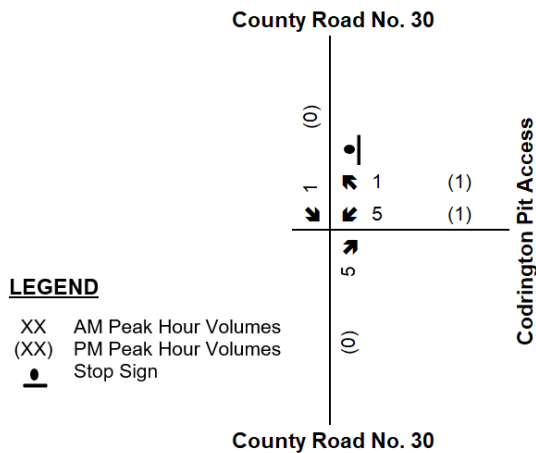 County Road No. 30
(0)
1
1 (1)
5 (1)
5
(0)
Codrington Pit Access
LEGEND
XX AM Peak Hour Volumes
(XX) PM Peak Hour Volumes
Stop Sign
County Road No. 30